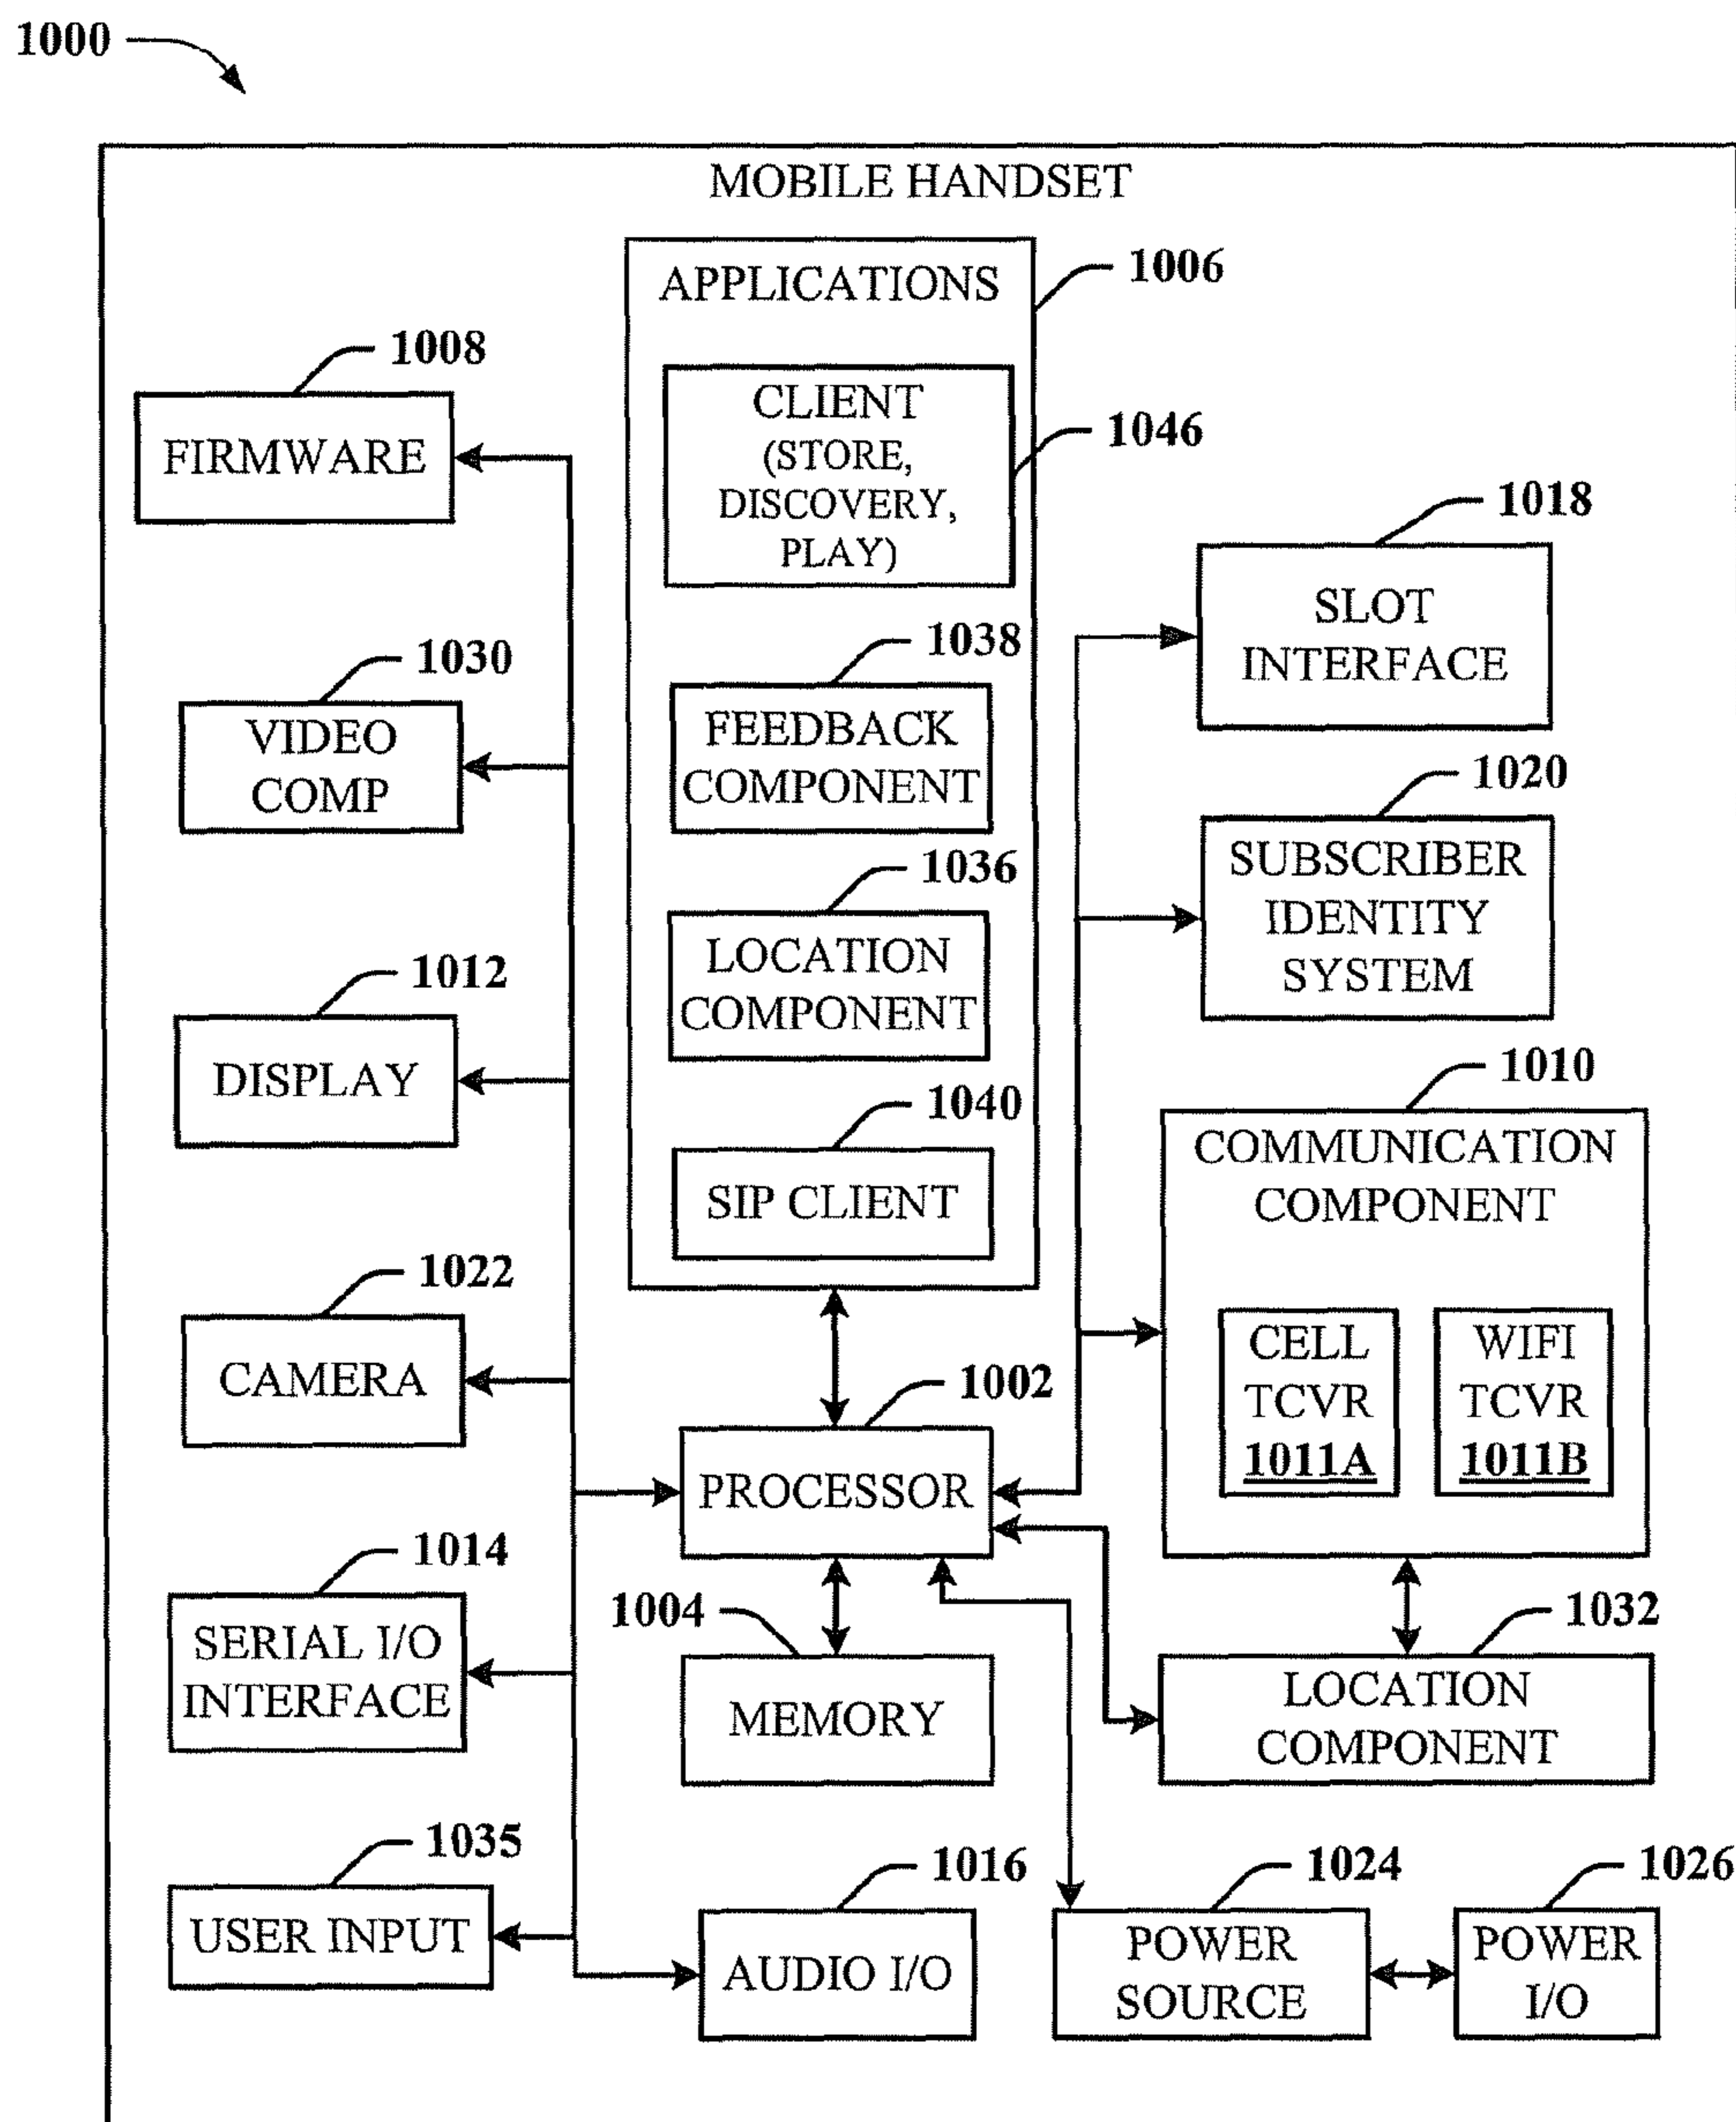 1000
MOBILE HANDSET
APPLICATIONS
1006
CLIENT
(STORE,
DISCOVERY,
PLAY)
1046
1038
FEEDBACK
COMPONENT
1036
LOCATION
COMPONENT
1040
SIP CLIENT
1008
FIRMWARE
1030
VIDEO
COMP
1012
DISPLAY
1022
CAMERA
1014
SERIAL I/O
INTERFACE
1035
USER INPUT
1002
PROCESSOR
1004
MEMORY
1016
AUDIO I/O
1018
SLOT
INTERFACE
1020
SUBSCRIBER
IDENTITY
SYSTEM
1010
COMMUNICATION
COMPONENT
CELL
TCVR
1011A
WIFI
TCVR
1011B
1032
LOCATION
COMPONENT
1024
POWER
SOURCE
1026
POWER
I/O